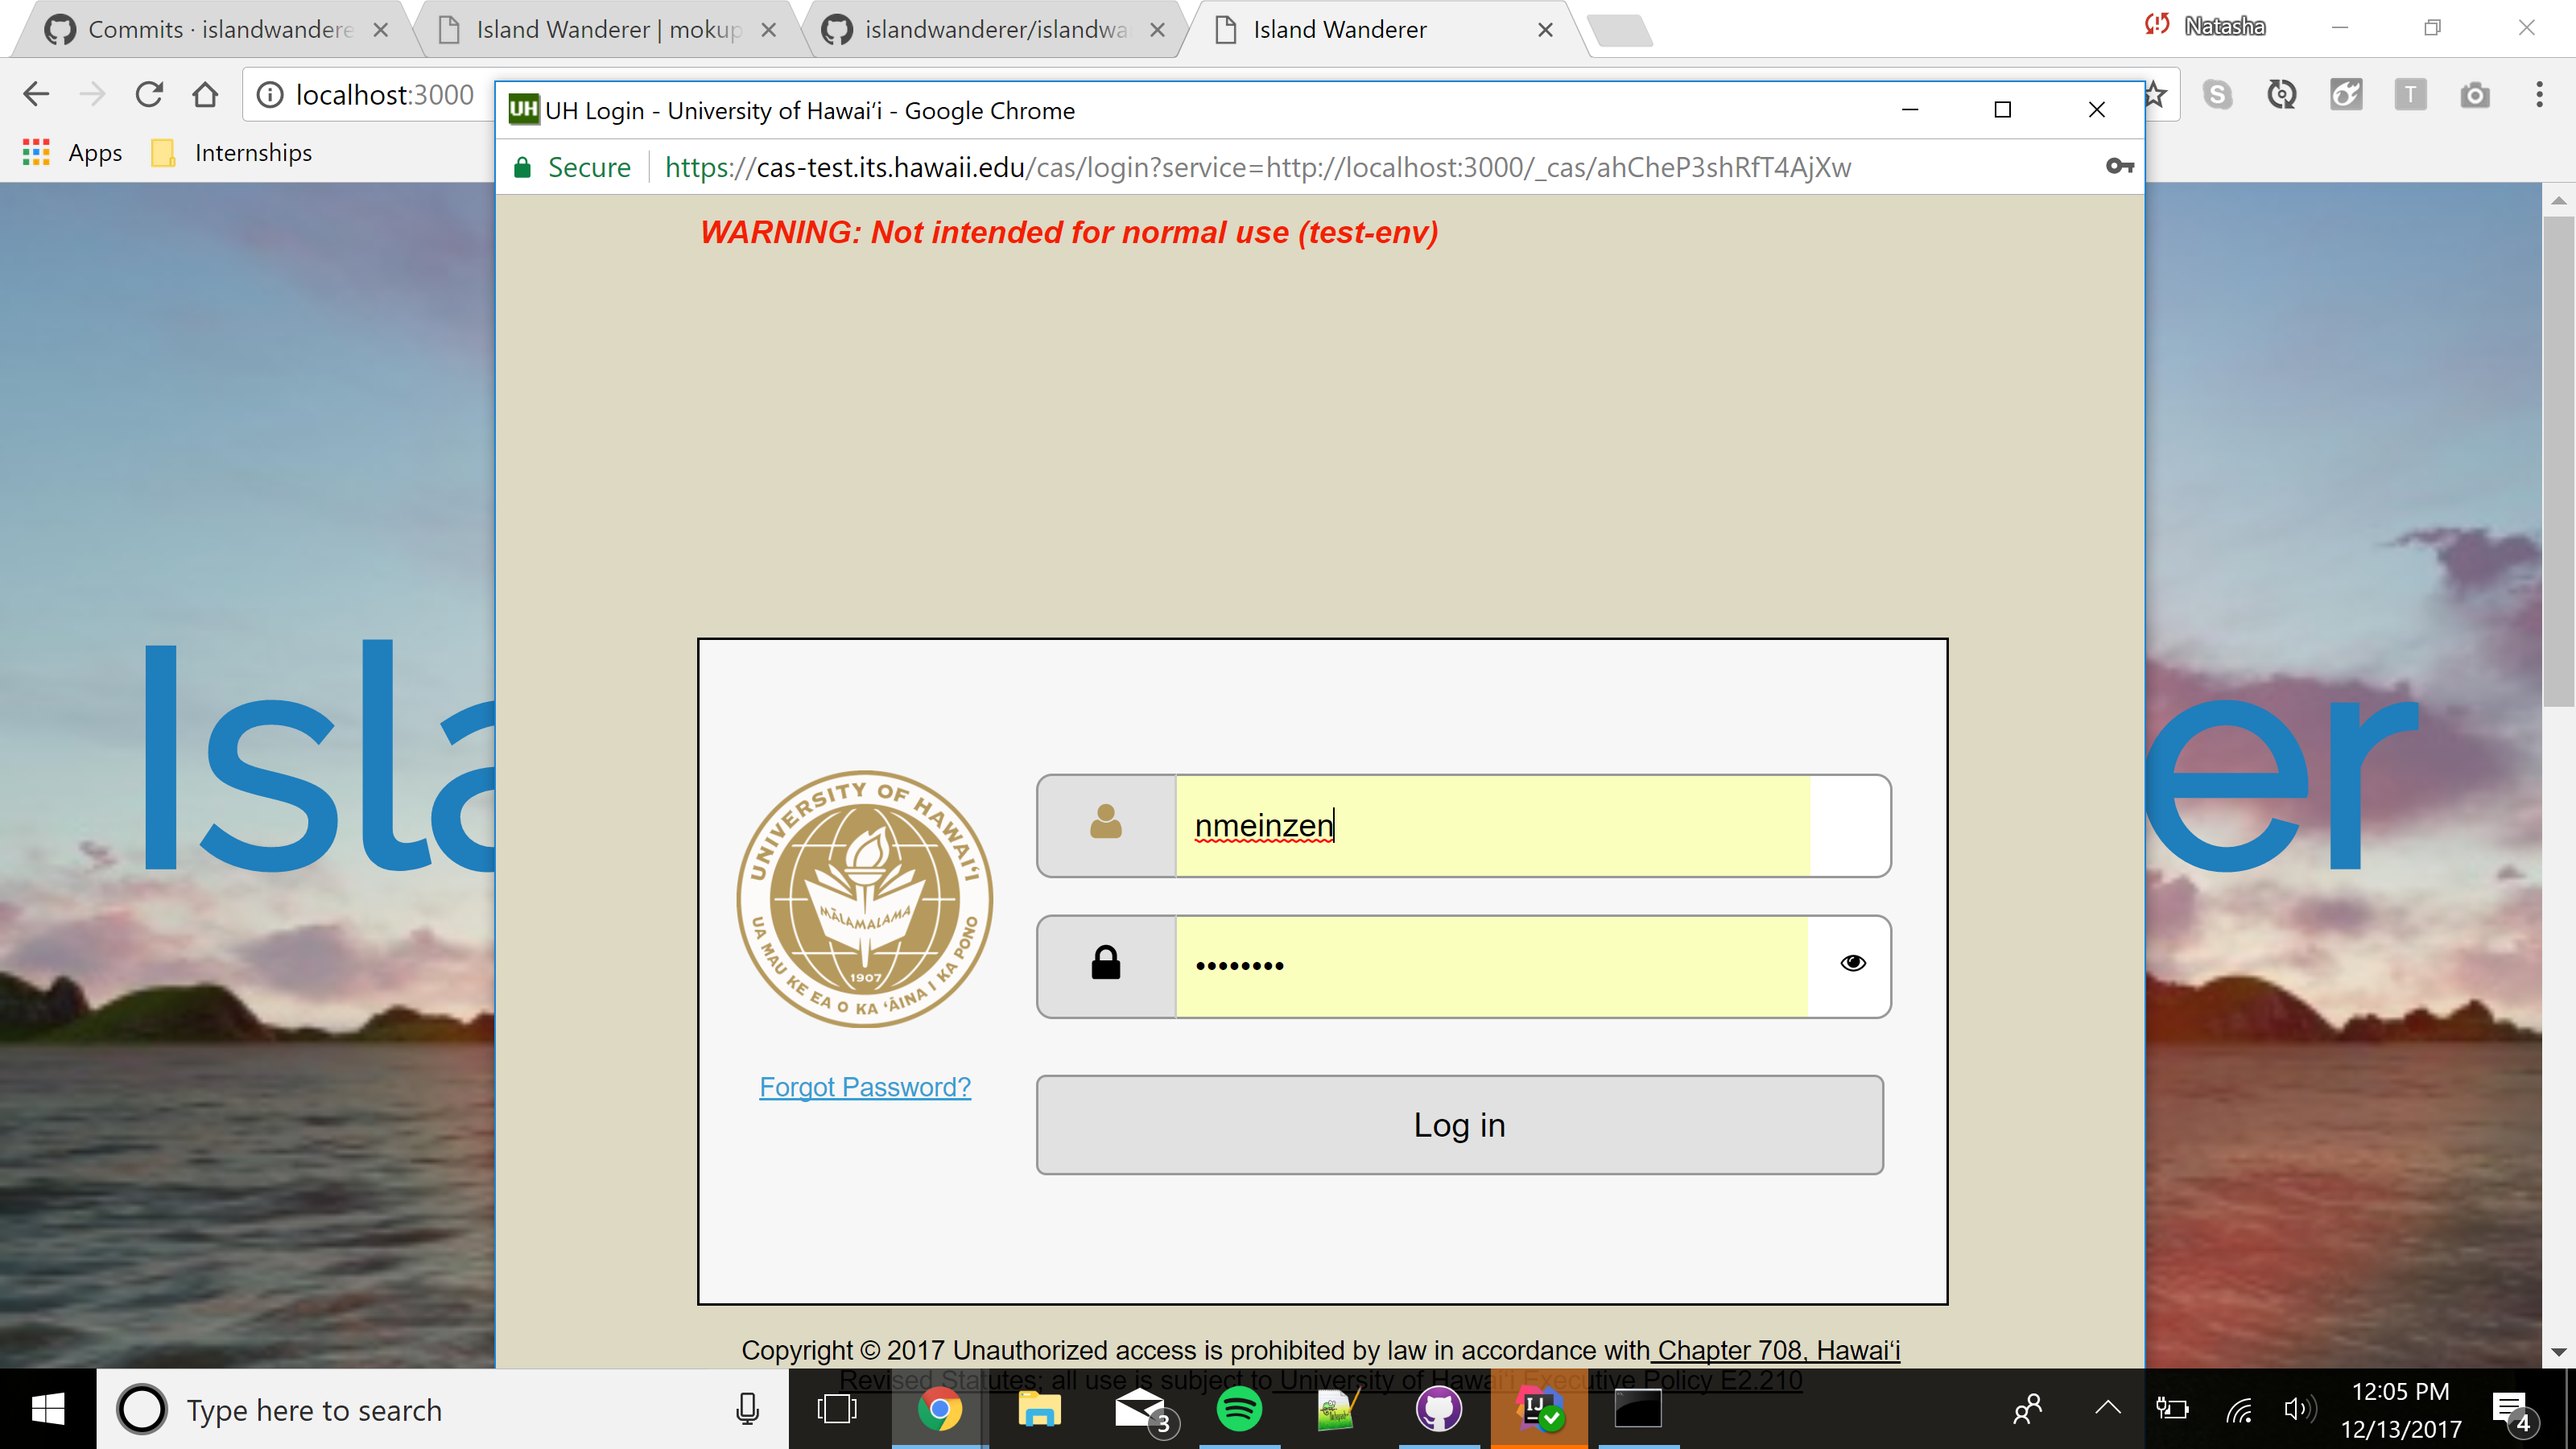 Commits · islandwandere
Island Wanderer | mokup
islandwanderer/islandwa
Island Wanderer
Natasha
localhost:3000
UH Login - University of Hawaiʻi - Google Chrome
Apps
Internships
Secure
https://cas-test.its.hawaii.edu/cas/login?service=http://localhost:3000/_cas/ahCheP3shRfT4AjXw
WARNING: Not intended for normal use (test-env)
Isla
er
nmeinzen
••••••••
UNIVERSITY OF HAWAIʻI
MĀLAMALAMA
1907
UA MAU KE EA O KA ʻĀINA I KA PONO
Forgot Password?
Log in
Copyright © 2017 Unauthorized access is prohibited by law in accordance with Chapter 708, Hawaiʻi
Revised Statutes; all use is subject to University of Hawaiʻi Executive Policy E2.210
Type here to search
3
IJ
12:05 PM
12/13/2017
4